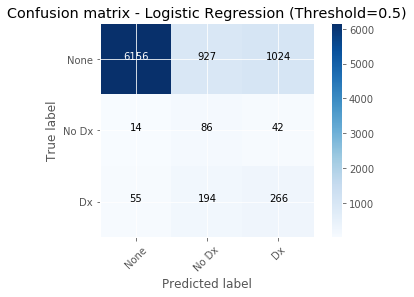 Confusion matrix - Logistic Regression (Threshold=0.5)
None 6156 927 1024
No Dx 14 86 42
Dx 55 194 266
None No Dx Dx
True label
Predicted label
6000
5000
4000
3000
2000
1000